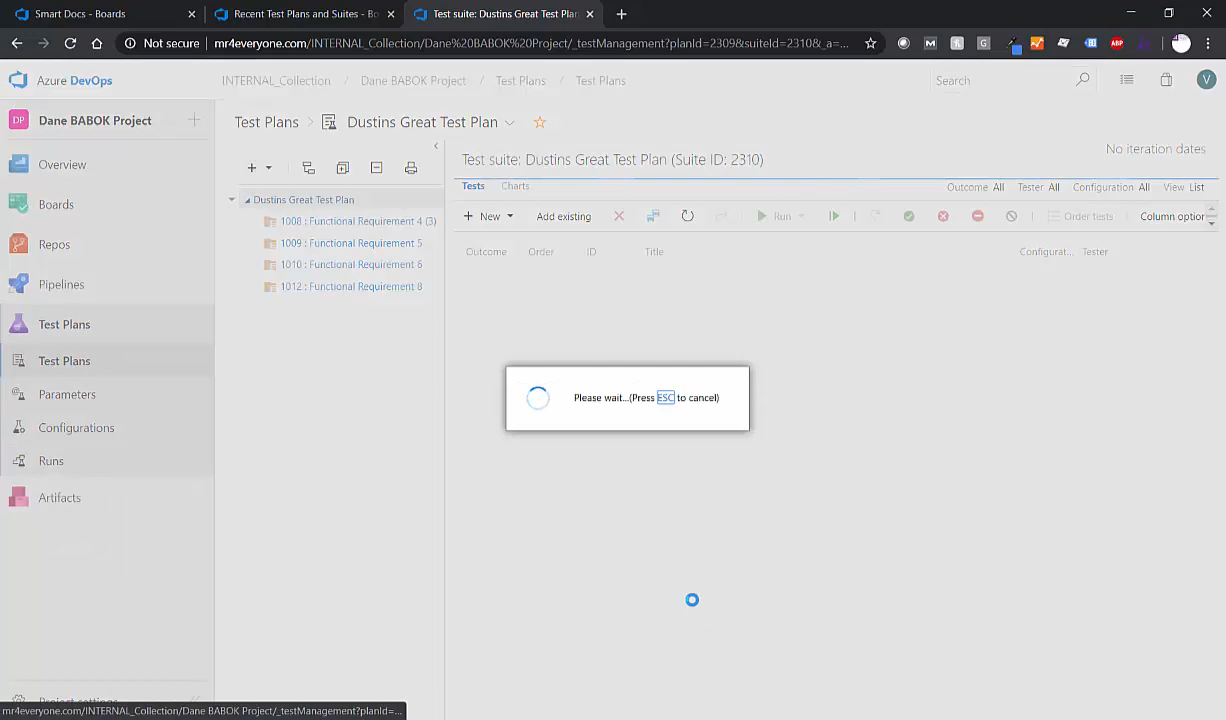 Smart Docs - Boards
Recent Test Plans and Suites - Bo
Test suite: Dustins Great Test Plan
Not secure
mr4everyone.com/INTERNAL_Collection/Dane%20BABOK%20Project/_testManagement?planId=2309&suiteId=2310&_a=...
Azure DevOps
INTERNAL_Collection / Dane BABOK Project / Test Plans / Test Plans
Search
V
DP
Dane BABOK Project
Overview
Boards
Repos
Pipelines
Test Plans
Test Plans
Parameters
Configurations
Runs
Artifacts
Project settings
Test Plans
Dustins Great Test Plan
Dustins Great Test Plan
1008 : Functional Requirement 4 (3)
1009 : Functional Requirement 5
1010 : Functional Requirement 6
1012 : Functional Requirement 8
Test suite: Dustins Great Test Plan (Suite ID: 2310)
No iteration dates
Tests Charts
Outcome All Tester All Configuration All View List
New Add existing Run Order tests Column option
Outcome Order ID Title Configurat... Tester
Please wait...(Press ESC to cancel)
mr4everyone.com/INTERNAL_Collection/Dane BABOK Project/_testManagement?planId=...